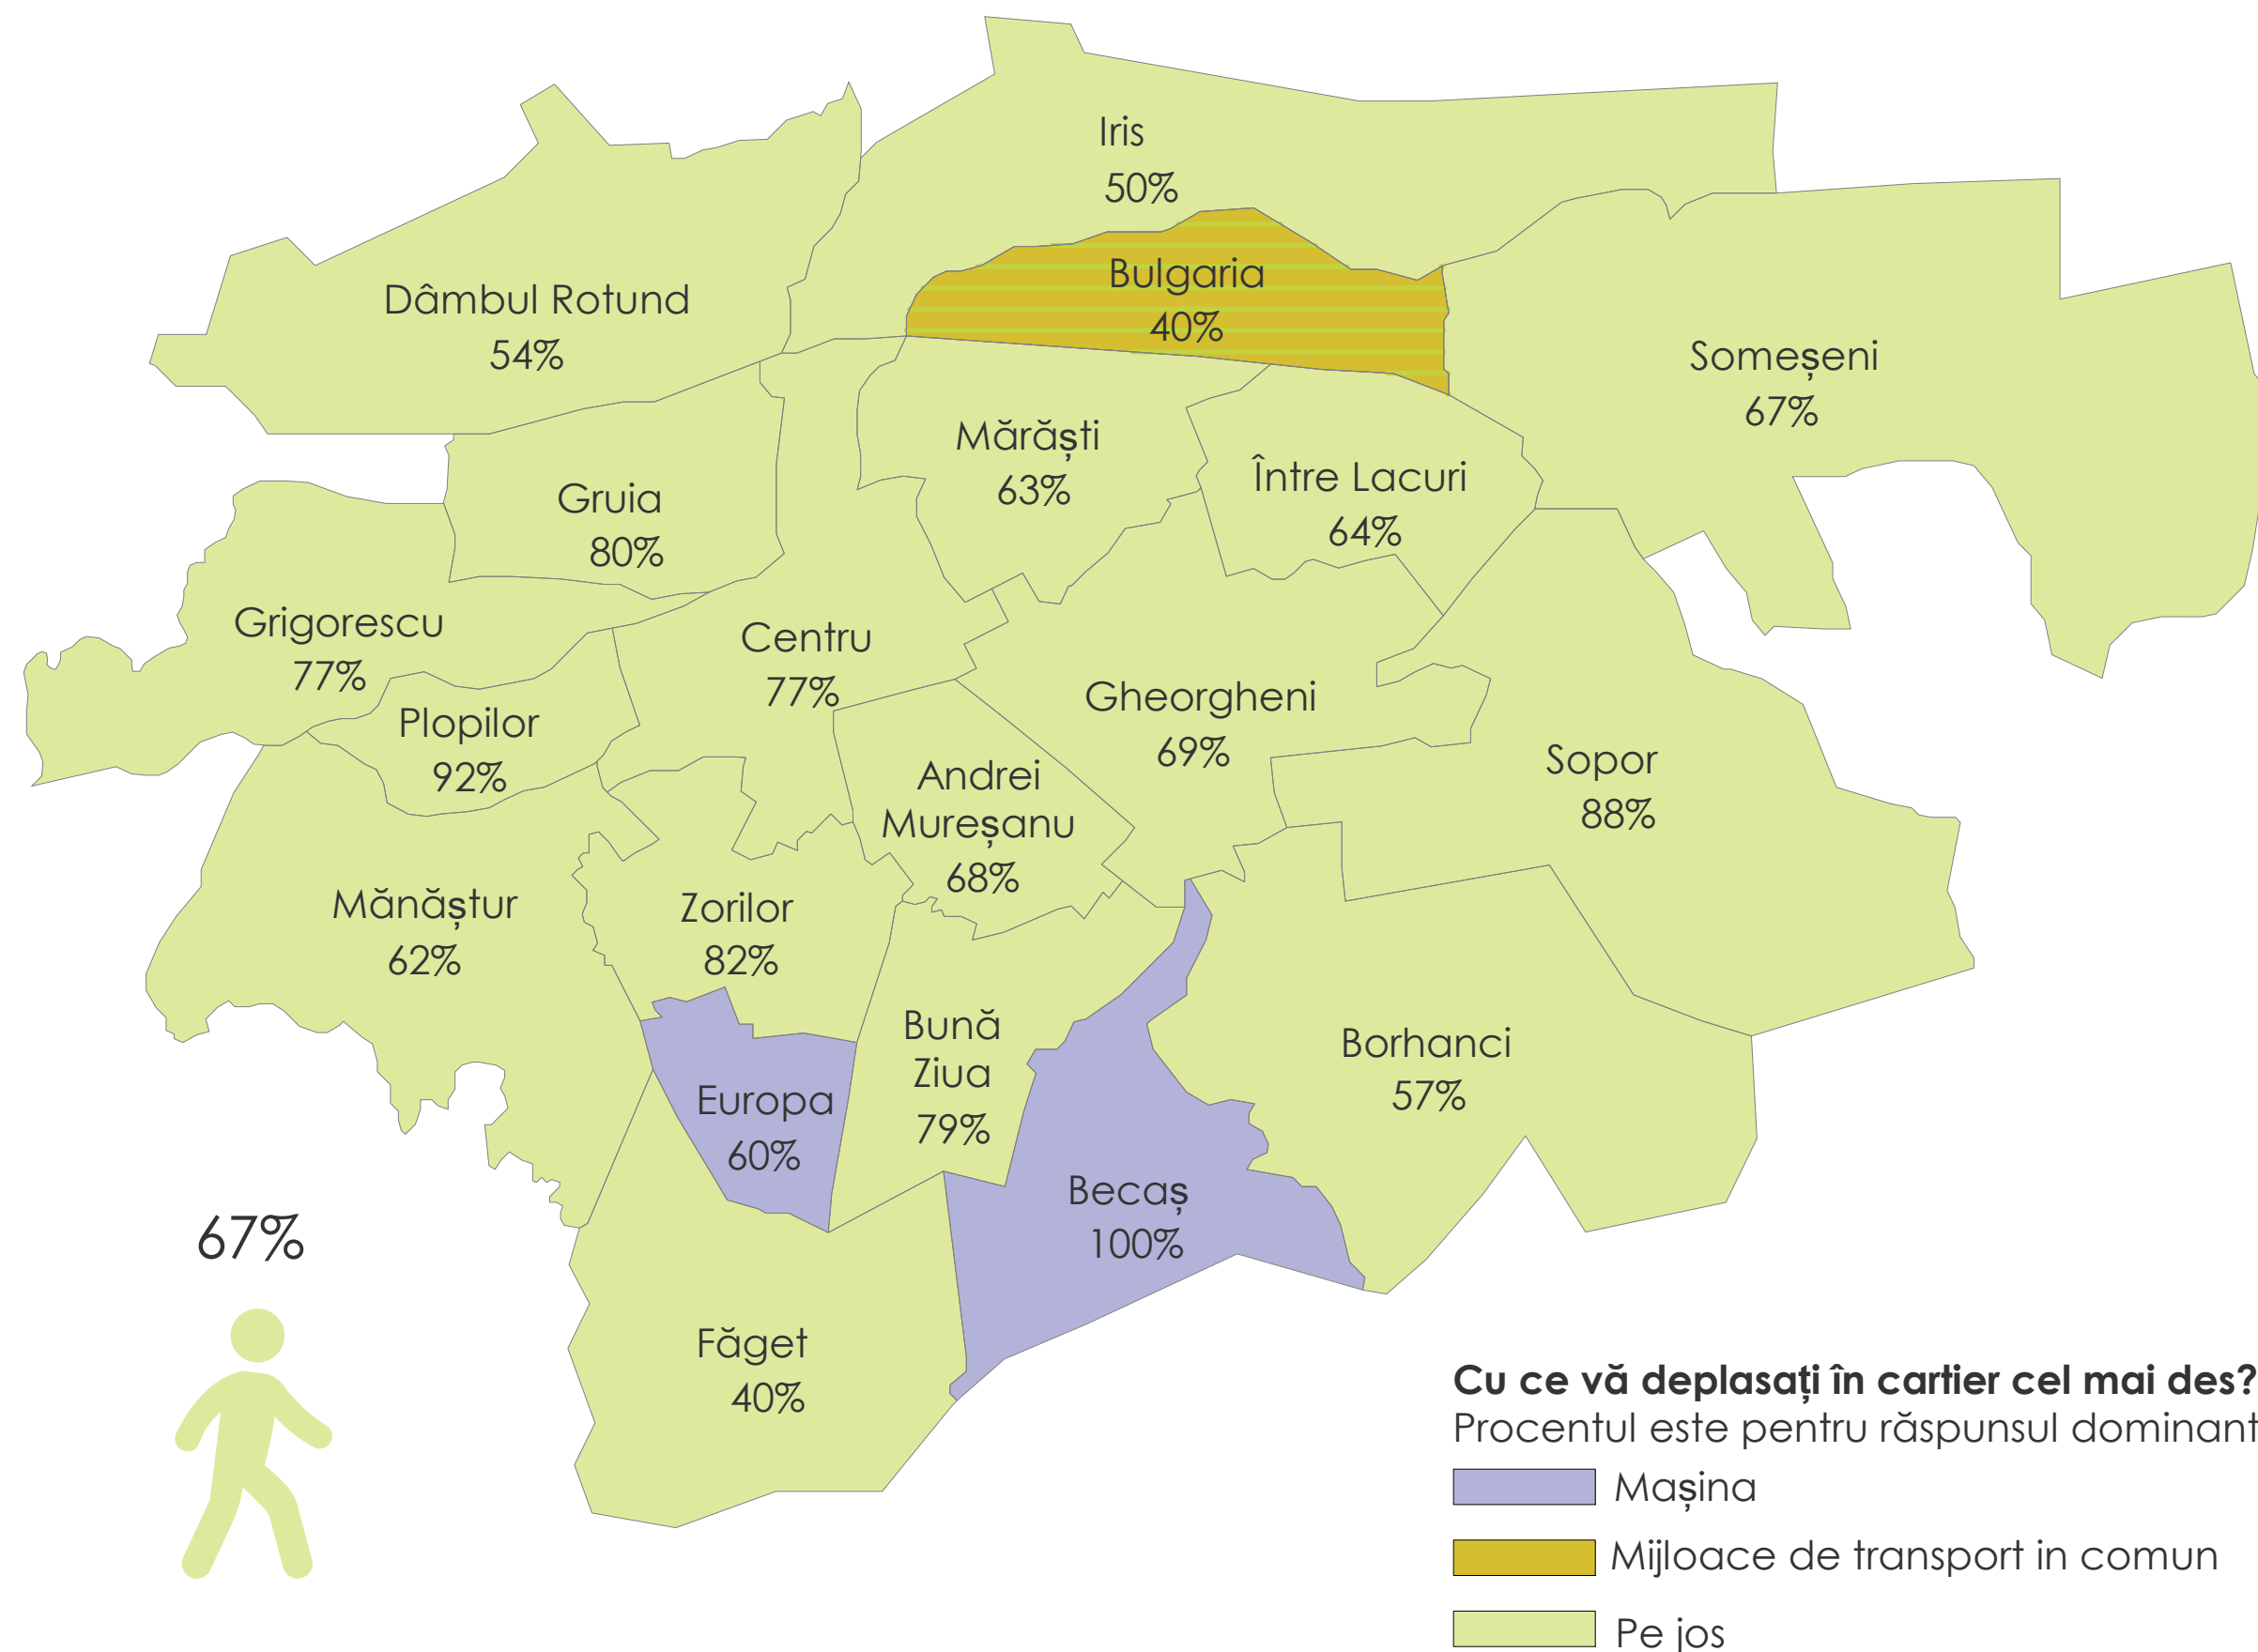 Iris
50%
Bulgaria
40%
Dâmbul Rotund
54%
Someșeni
67%
Mărăști
63%
Între Lacuri
64%
Gruia
80%
Grigorescu
77%
Centru
77%
Plopilor
92%
Gheorgheni
69%
Andrei
Mureșanu
68%
Sopor
88%
Mănăștur
62%
Zorilor
82%
Bună
Ziua
79%
Borhanci
57%
Europa
60%
Becaș
100%
Făget
40%
67%
Cu ce vă deplasați în cartier cel mai des?
Procentul este pentru răspunsul dominant
Mașina
Mijloace de transport in comun
Pe jos